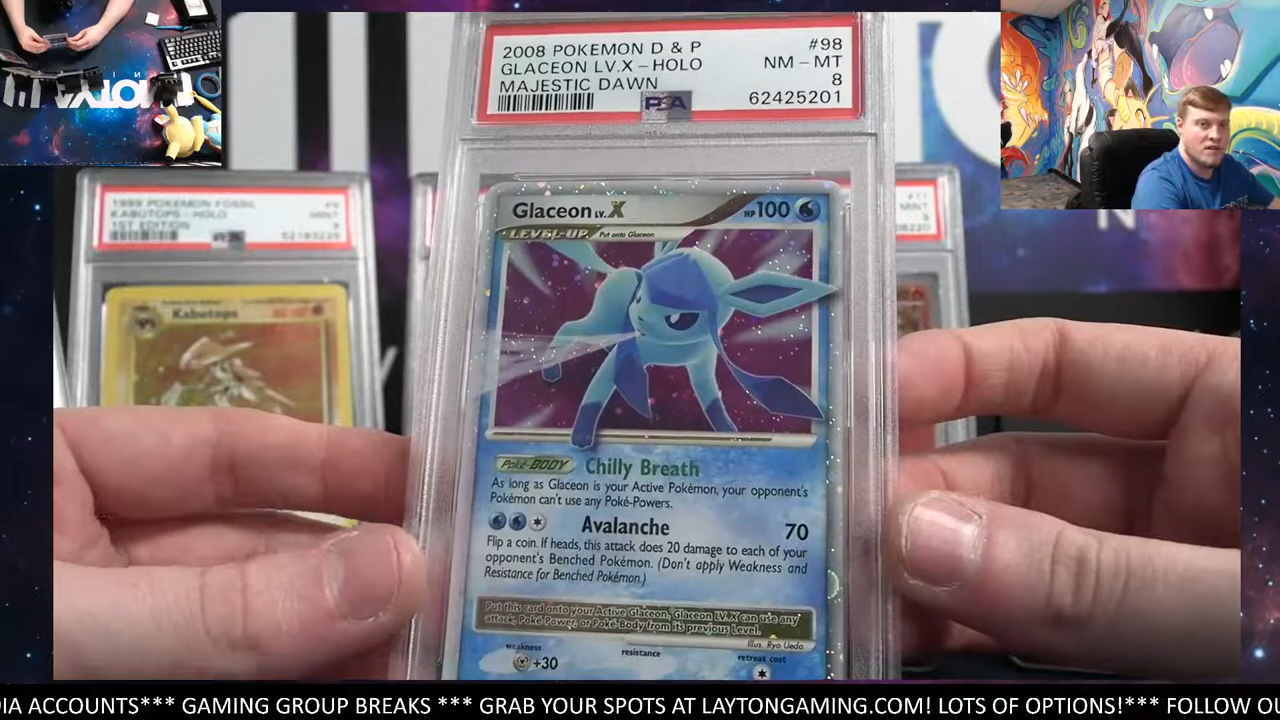 2008 POKEMON D & P #98
GLACEON LV.X-HOLO NM-MT
MAJESTIC DAWN 8
PSA 62425201
1999 POKEMON FOSSIL
KABUTOPS - HOLO MINT
1ST EDITION 9
#11
MINT
9
Kabutops
Glaceon LV.X HP100
LEVEL-UP Put onto Glaceon
Poké-BODY Chilly Breath
As long as Glaceon is your Active Pokémon, your opponent's
Pokémon can't use any Poké-Powers.
Avalanche 70
Flip a coin. If heads, this attack does 20 damage to each of your
opponent's Benched Pokémon. (Don't apply Weakness and
Resistance for Benched Pokémon.)
Put this card onto your Active Glaceon. Glaceon LV.X can use any
attack, Poké-Power, or Poké-Body from its previous Level.
Illus. Ryo Ueda
weakness resistance retreat cost
+30
DIA ACCOUNTS*** GAMING GROUP BREAKS *** GRAB YOUR SPOTS AT LAYTONGAMING.COM! LOTS OF OPTIONS!*** FOLLOW OU